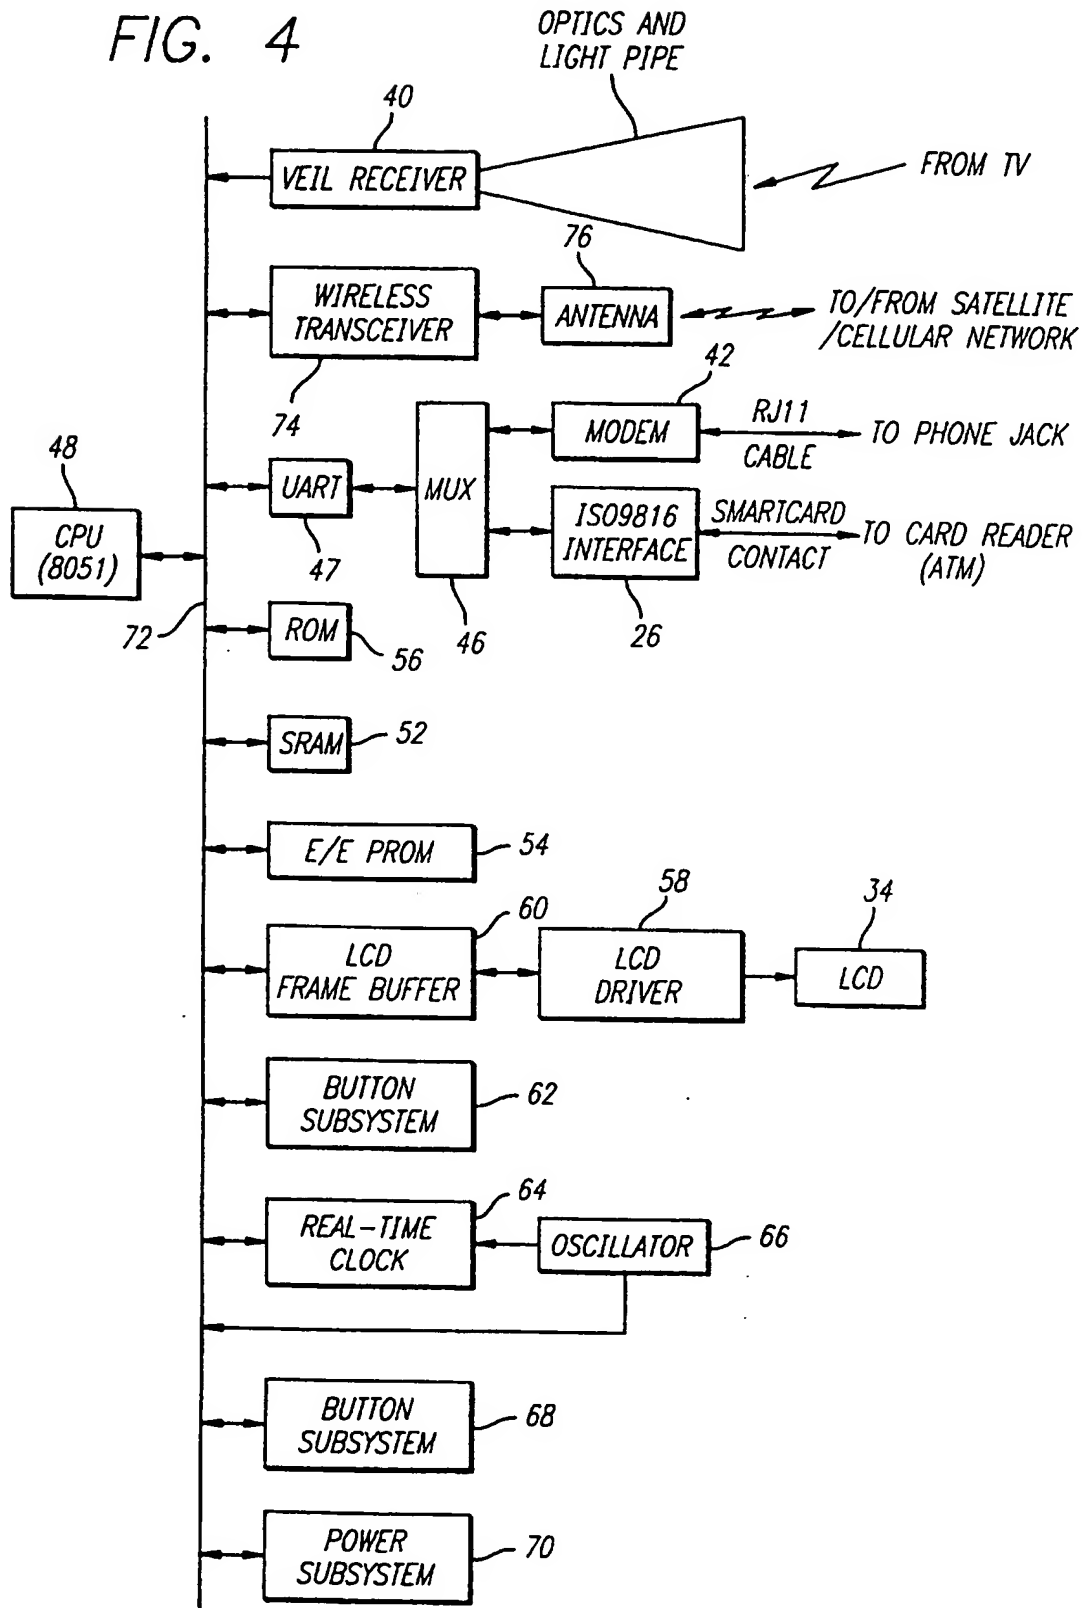 FIG. 4
OPTICS AND
LIGHT PIPE
40
VEIL RECEIVER
FROM TV
76
WIRELESS
TRANSCEIVER
ANTENNA
TO/FROM SATELLITE
/CELLULAR NETWORK
74
42
MODEM
RJ11
CABLE
TO PHONE JACK
48
CPU
(8051)
UART
47
MUX
46
ISO9816
INTERFACE
SMARTCARD
CONTACT
TO CARD READER
(ATM)
26
72
ROM
56
SRAM
52
E/E PROM
54
60
LCD
FRAME BUFFER
58
LCD
DRIVER
34
LCD
BUTTON
SUBSYSTEM
62
64
REAL-TIME
CLOCK
OSCILLATOR
66
BUTTON
SUBSYSTEM
68
POWER
SUBSYSTEM
70